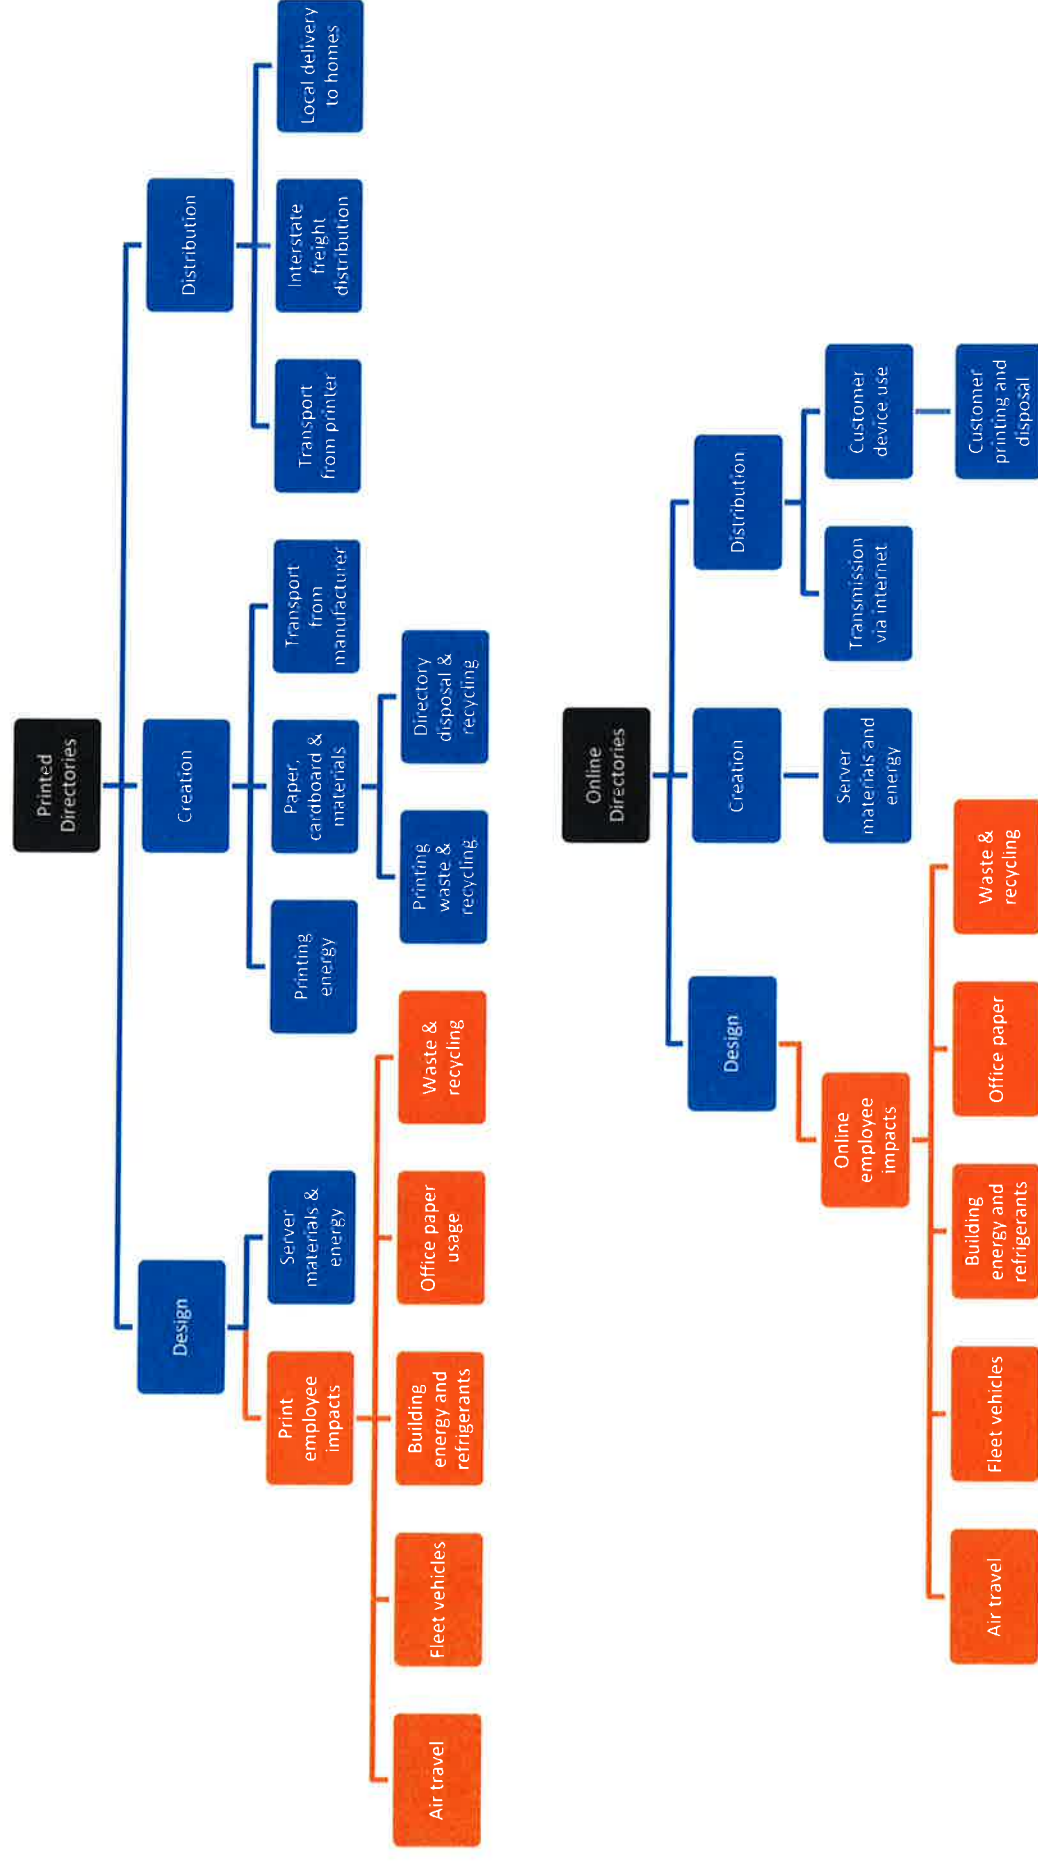 Printed
Directories
Design
Creation
Distribution
Print
employee
impacts
Server
materials &
energy
Printing
energy
Paper,
cardboard &
materials
Transport
from
manufacturer
Transport
from printer
Interstate
freight
distribution
Local delivery
to homes
Air travel
Fleet vehicles
Building
energy and
refrigerants
Office paper
usage
Waste &
recycling
Printing
waste &
recycling
Directory
disposal &
recycling
Online
Directories
Design
Creation
Distribution
Online
employee
impacts
Server
materials and
energy
Transmission
via internet
Customer
device use
Air travel
Fleet vehicles
Building
energy and
refrigerants
Office paper
Waste &
recycling
Customer
printing and
disposal